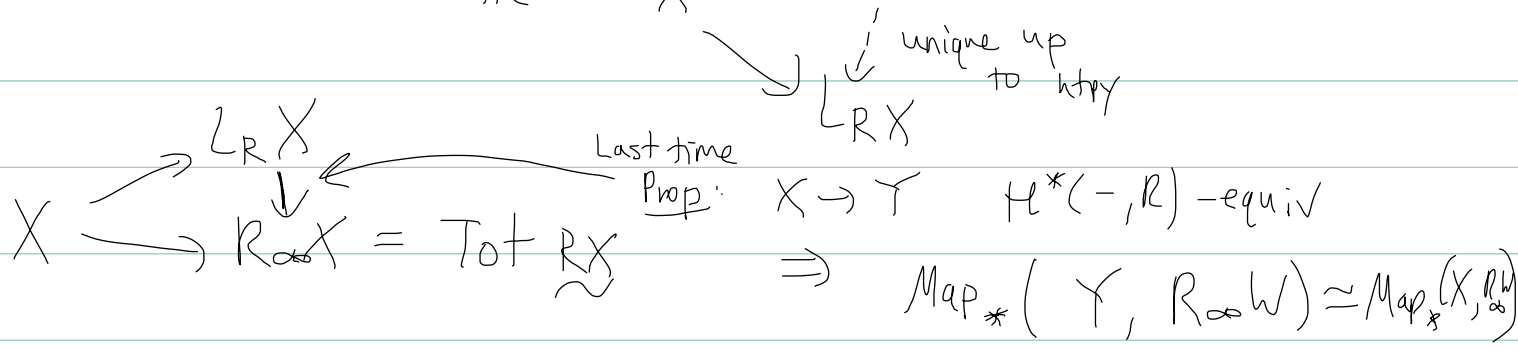 X
unique up
to htpy
L_R X
L_R X
Last time
Prop: X → Y H*(-,R)-equiv
X → R_∞X = Tot RX
⇒ Map_*(Y, R_∞W) ≃ Map_*(X, R_∞W)